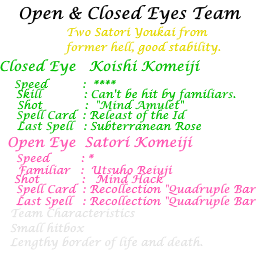 Open & Closed Eyes Team
Two Satori Youkai from
former hell, good stability.
Closed Eye Koishi Komeiji
Speed : ****
Skill : Can't be hit by familiars.
Shot : "Mind Amulet"
Spell Card : Releast of the Id
Last Spell : Subterranean Rose
Open Eye Satori Komeiji
Speed : *
Familiar : Utsuho Reiuji
Shot : Mind Hack
Spell Card : Recollection "Quadruple Bar
Last Spell : Recollection "Quadruple Bar
Team Characteristics
Small hitbox
Lengthy border of life and death.